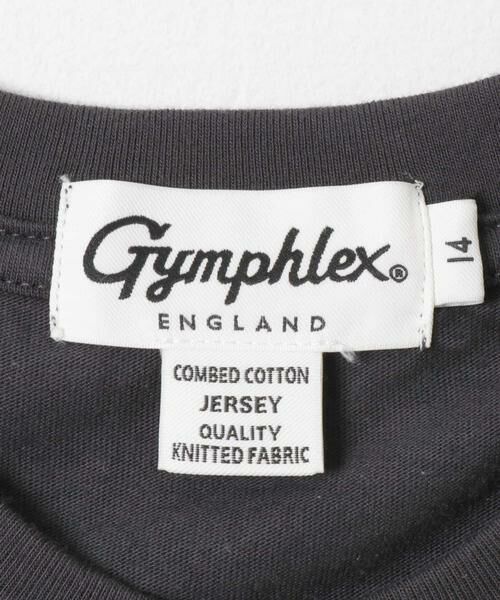 Gymphlex®
ENGLAND
14
COMBED COTTON
JERSEY
QUALITY
KNITTED FABRIC